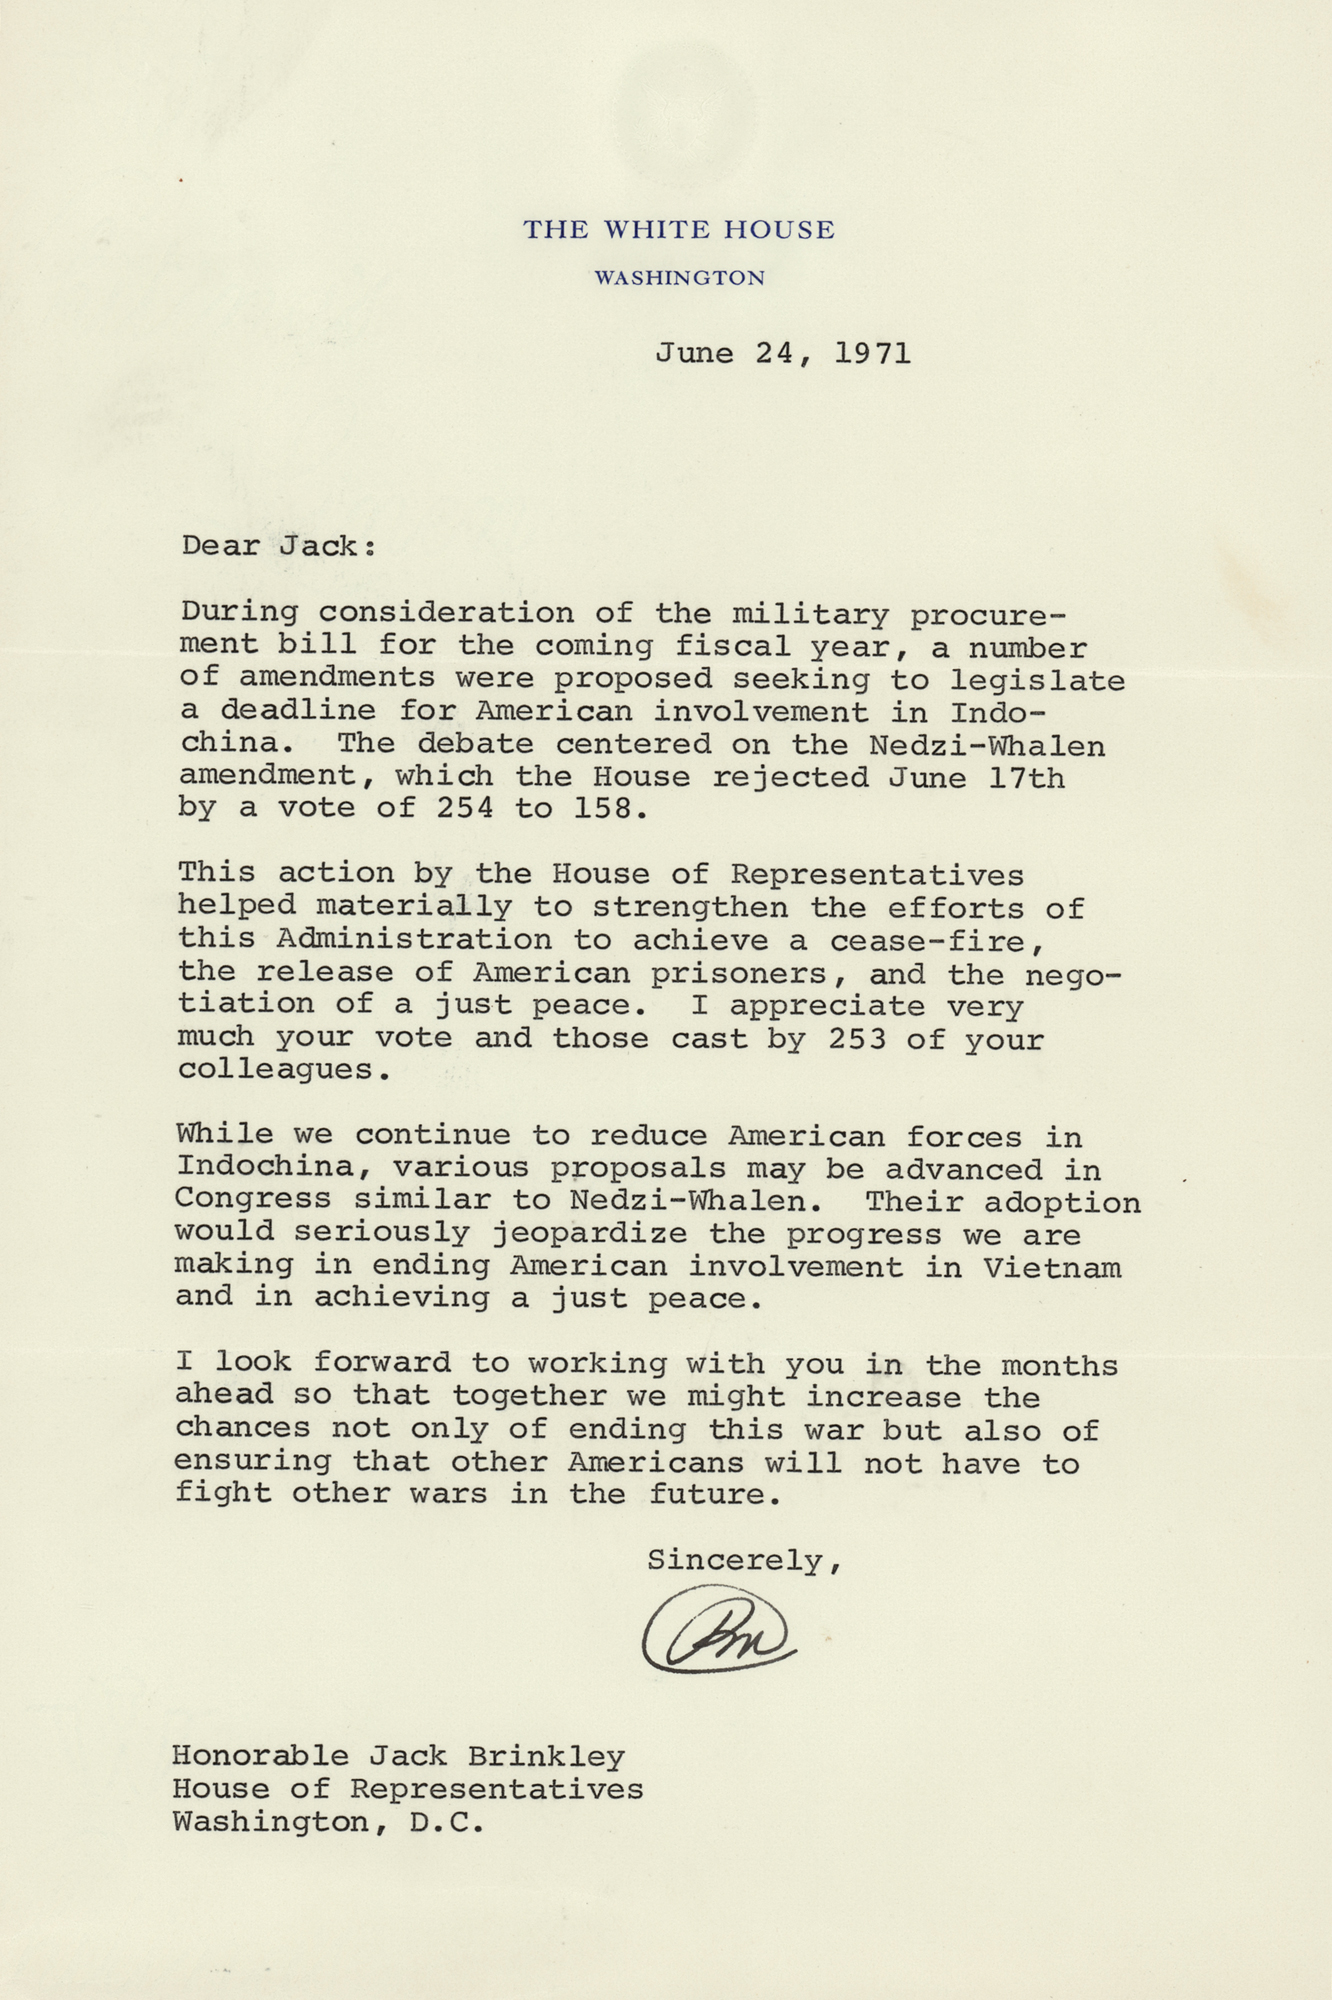 THE WHITE HOUSE
WASHINGTON
June 24, 1971
Dear Jack:
During consideration of the military procure-
ment bill for the coming fiscal year, a number
of amendments were proposed seeking to legislate
a deadline for American involvement in Indo-
china. The debate centered on the Nedzi-Whalen
amendment, which the House rejected June 17th
by a vote of 254 to 158.
This action by the House of Representatives
helped materially to strengthen the efforts of
this Administration to achieve a cease-fire,
the release of American prisoners, and the nego-
tiation of a just peace. I appreciate very
much your vote and those cast by 253 of your
colleagues.
While we continue to reduce American forces in
Indochina, various proposals may be advanced in
Congress similar to Nedzi-Whalen. Their adoption
would seriously jeopardize the progress we are
making in ending American involvement in Vietnam
and in achieving a just peace.
I look forward to working with you in the months
ahead so that together we might increase the
chances not only of ending this war but also of
ensuring that other Americans will not have to
fight other wars in the future.
Sincerely,
RN
Honorable Jack Brinkley
House of Representatives
Washington, D.C.